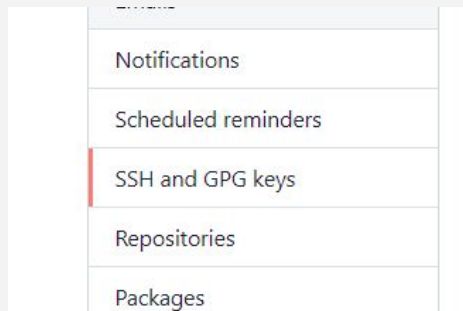 Notifications
Scheduled reminders
SSH and GPG keys
Repositories
Packages